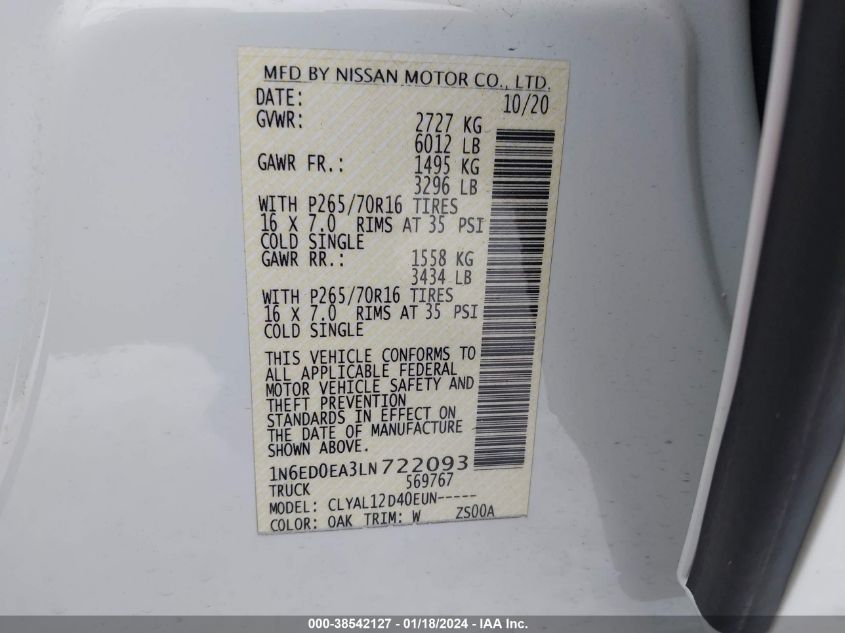 MFD BY NISSAN MOTOR CO., LTD.
DATE: 10/20
GVWR: 2727 KG
6012 LB
GAWR FR.: 1495 KG
3296 LB
WITH P265/70R16 TIRES
16 X 7.0 RIMS AT 35 PSI
COLD SINGLE
GAWR RR.: 1558 KG
3434 LB
WITH P265/70R16 TIRES
16 X 7.0 RIMS AT 35 PSI
COLD SINGLE
THIS VEHICLE CONFORMS TO
ALL APPLICABLE FEDERAL
MOTOR VEHICLE SAFETY AND
THEFT PREVENTION
STANDARDS IN EFFECT ON
THE DATE OF MANUFACTURE
SHOWN ABOVE.
1N6ED0EA3LN722093
TRUCK 569767
MODEL: CLYAL12D40EUN-----
COLOR: OAK TRIM: W ZS00A
000-38542127 - 01/18/2024 - IAA Inc.